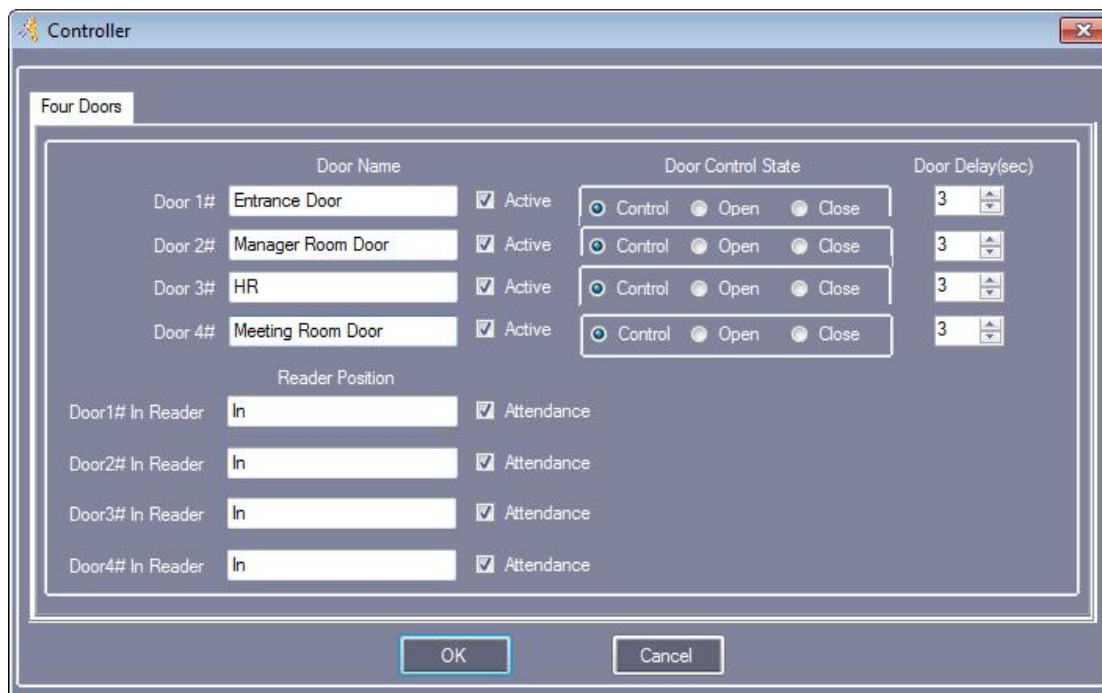 Controller
Four Doors
Door Name Door Control State Door Delay(sec)
Door 1# Entrance Door Active Control Open Close 3
Door 2# Manager Room Door Active Control Open Close 3
Door 3# HR Active Control Open Close 3
Door 4# Meeting Room Door Active Control Open Close 3
Reader Position
Door1# In Reader In Attendance
Door2# In Reader In Attendance
Door3# In Reader In Attendance
Door4# In Reader In Attendance
OK Cancel